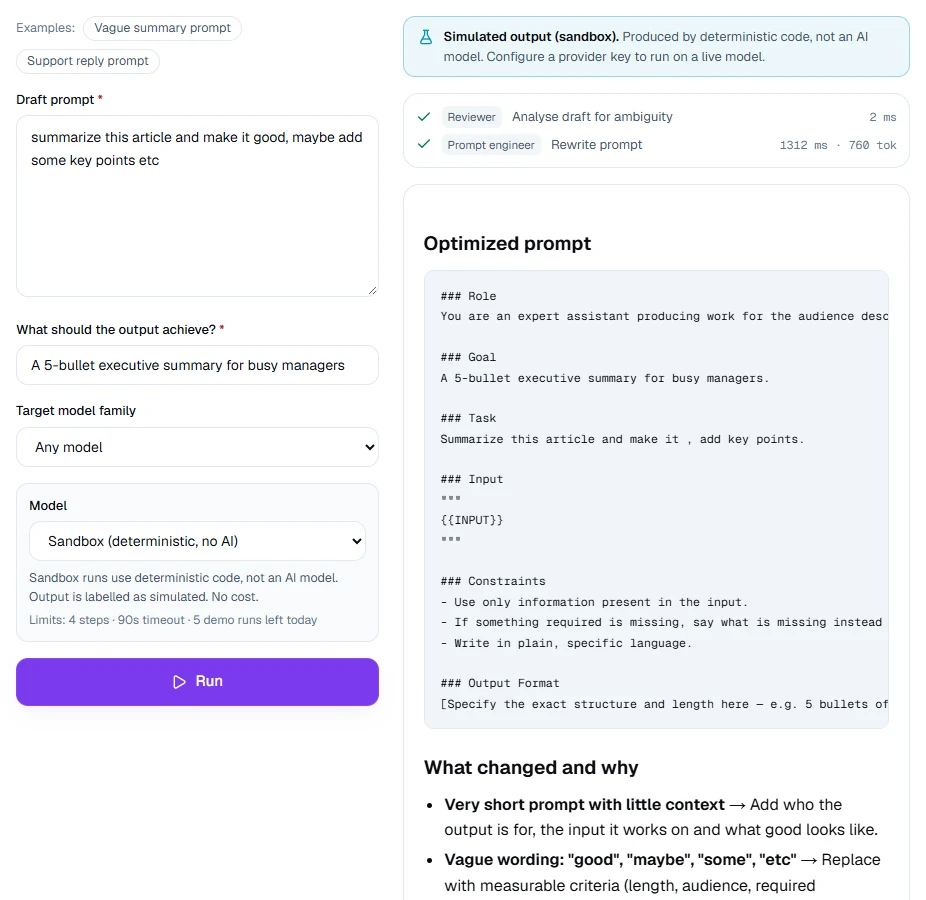 Examples: Vague summary prompt
Support reply prompt
Draft prompt *
summarize this article and make it good, maybe add
some key points etc
What should the output achieve? *
A 5-bullet executive summary for busy managers
Target model family
Any model
Model
Sandbox (deterministic, no AI)
Sandbox runs use deterministic code, not an AI model.
Output is labelled as simulated. No cost.
Limits: 4 steps · 90s timeout · 5 demo runs left today
Run
Simulated output (sandbox). Produced by deterministic code, not an AI
model. Configure a provider key to run on a live model.
Reviewer Analyse draft for ambiguity 2 ms
Prompt engineer Rewrite prompt 1312 ms · 760 tok
Optimized prompt
### Role
You are an expert assistant producing work for the audience desc
### Goal
A 5-bullet executive summary for busy managers.
### Task
Summarize this article and make it , add key points.
### Input
"""
{{INPUT}}
"""
### Constraints
- Use only information present in the input.
- If something required is missing, say what is missing instead
- Write in plain, specific language.
### Output Format
[Specify the exact structure and length here — e.g. 5 bullets of
What changed and why
• Very short prompt with little context → Add who the
output is for, the input it works on and what good looks like.
• Vague wording: "good", "maybe", "some", "etc" → Replace
with measurable criteria (length, audience, required